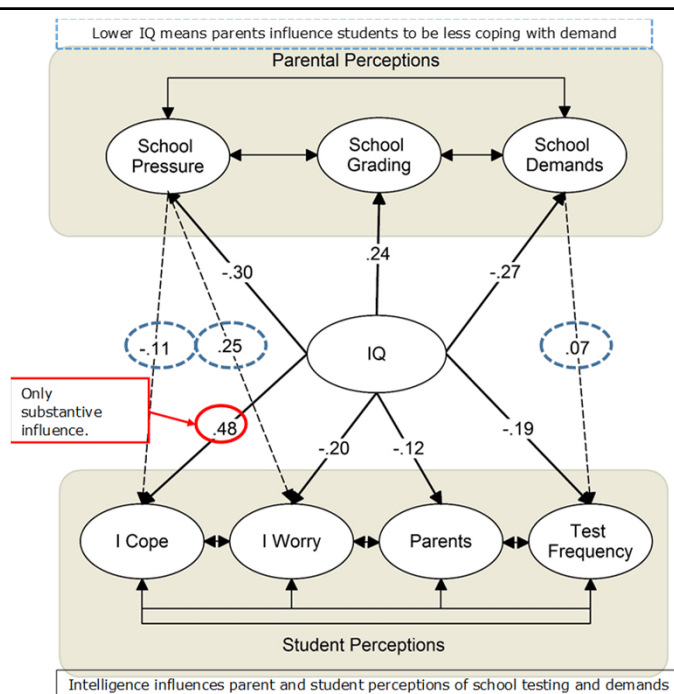 Lower IQ means parents influence students to be less coping with demand
Parental Perceptions
School
Pressure
School
Grading
School
Demands
-.30
.24
-.27
-.11
.25
IQ
.07
Only
substantive
influence.
.48
-.20
-.12
-.19
I Cope
I Worry
Parents
Test
Frequency
Student Perceptions
Intelligence influences parent and student perceptions of school testing and demands